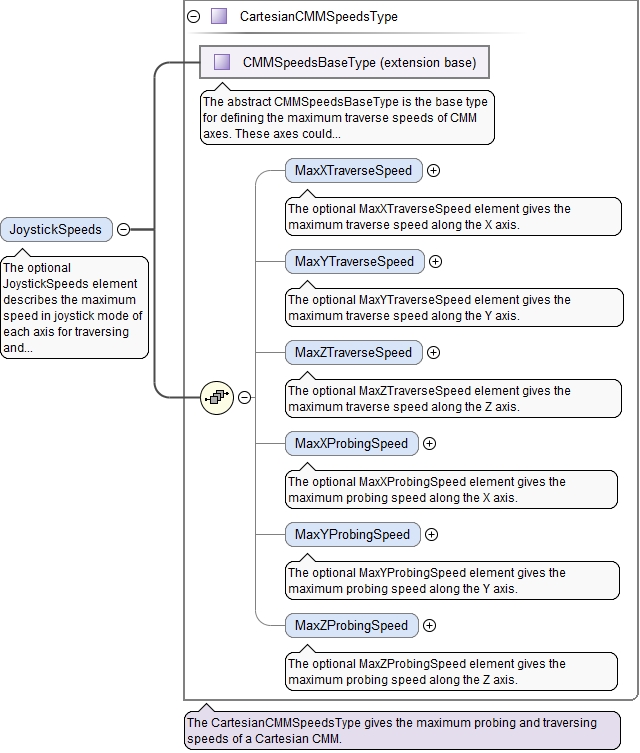 CartesianCMMSpeedsType
CMMSpeedsBaseType (extension base)
The abstract CMMSpeedsBaseType is the base type
for defining the maximum traverse speeds of CMM
axes. These axes could...
MaxXTraverseSpeed
The optional MaxXTraverseSpeed element gives the
maximum traverse speed along the X axis.
JoystickSpeeds
The optional
JoystickSpeeds element
describes the maximum
speed in joystick mode of
each axis for traversing
and...
MaxYTraverseSpeed
The optional MaxYTraverseSpeed element gives the
maximum traverse speed along the Y axis.
MaxZTraverseSpeed
The optional MaxZTraverseSpeed element gives the
maximum traverse speed along the Z axis.
MaxXProbingSpeed
The optional MaxXProbingSpeed element gives the
maximum probing speed along the X axis.
MaxYProbingSpeed
The optional MaxYProbingSpeed element gives the
maximum probing speed along the Y axis.
MaxZProbingSpeed
The optional MaxZProbingSpeed element gives the
maximum probing speed along the Z axis.
The CartesianCMMSpeedsType gives the maximum probing and traversing
speeds of a Cartesian CMM.